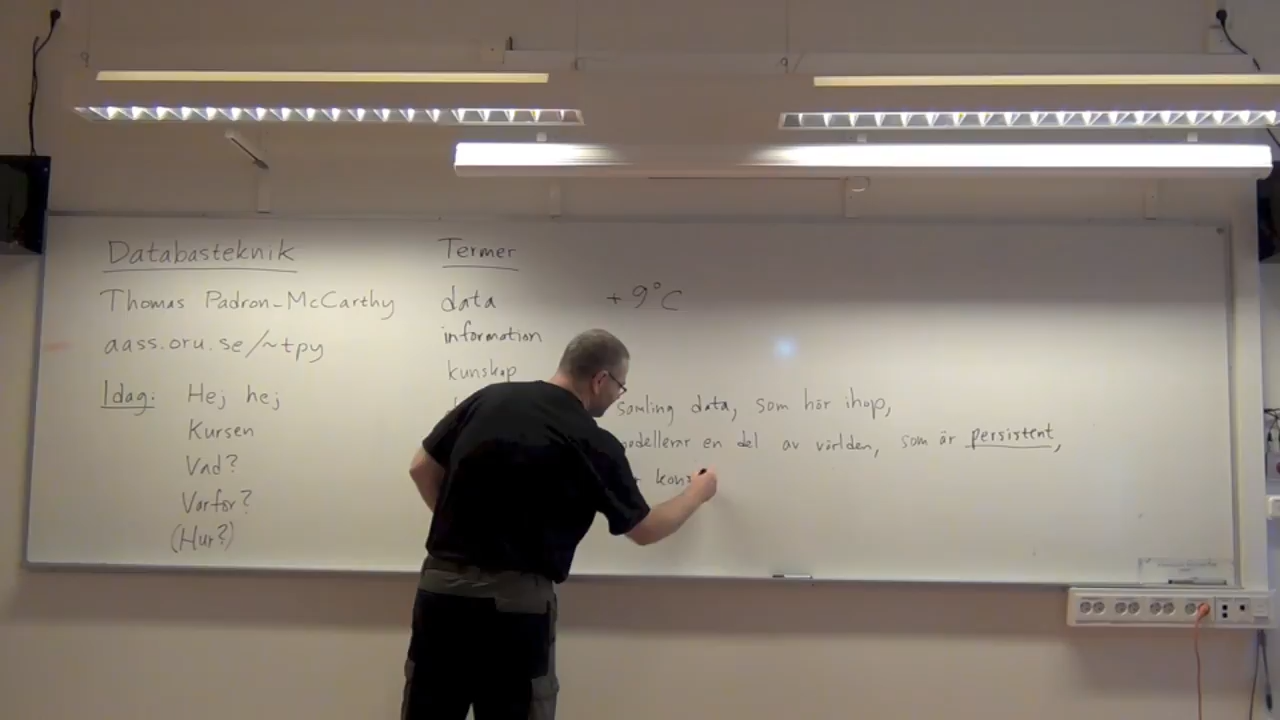 Databasteknik
Thomas Padron-McCarthy
aass.oru.se/~tpy
Idag: Hej hej
Kursen
Vad?
Varför?
(Hur?)
Termer
data +9°C
information
kunskap
samling data, som hör ihop,
modellerar en del av världen, som är persistent,